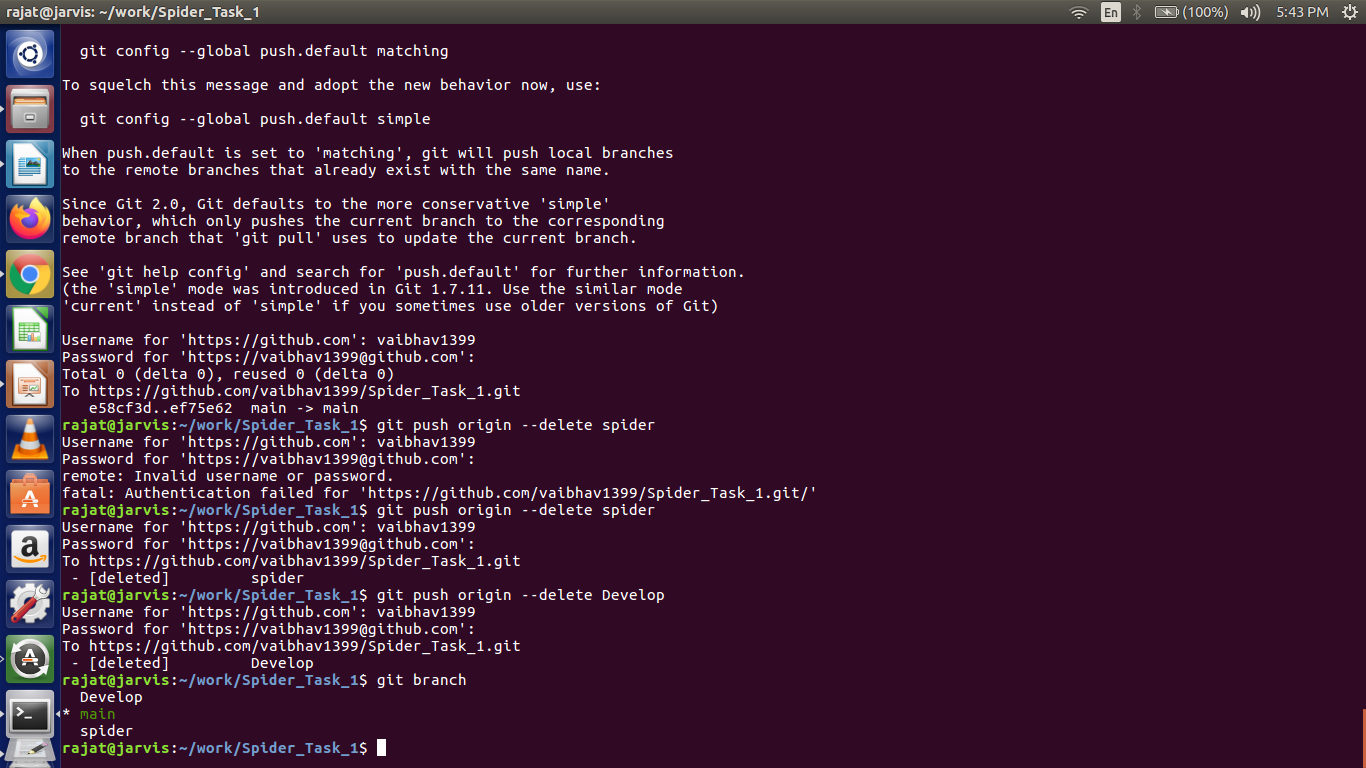 rajat@jarvis: ~/work/Spider_Task_1
En
(100%)
5:43 PM
git config --global push.default matching
To squelch this message and adopt the new behavior now, use:
git config --global push.default simple
When push.default is set to 'matching', git will push local branches
to the remote branches that already exist with the same name.
Since Git 2.0, Git defaults to the more conservative 'simple'
behavior, which only pushes the current branch to the corresponding
remote branch that 'git pull' uses to update the current branch.
See 'git help config' and search for 'push.default' for further information.
(the 'simple' mode was introduced in Git 1.7.11. Use the similar mode
'current' instead of 'simple' if you sometimes use older versions of Git)
Username for 'https://github.com': vaibhav1399
Password for 'https://vaibhav1399@github.com':
Total 0 (delta 0), reused 0 (delta 0)
To https://github.com/vaibhav1399/Spider_Task_1.git
e58cf3d..ef75e62  main -> main
rajat@jarvis:~/work/Spider_Task_1$ git push origin --delete spider
Username for 'https://github.com': vaibhav1399
Password for 'https://vaibhav1399@github.com':
remote: Invalid username or password.
fatal: Authentication failed for 'https://github.com/vaibhav1399/Spider_Task_1.git/'
rajat@jarvis:~/work/Spider_Task_1$ git push origin --delete spider
Username for 'https://github.com': vaibhav1399
Password for 'https://vaibhav1399@github.com':
To https://github.com/vaibhav1399/Spider_Task_1.git
- [deleted]         spider
rajat@jarvis:~/work/Spider_Task_1$ git push origin --delete Develop
Username for 'https://github.com': vaibhav1399
Password for 'https://vaibhav1399@github.com':
To https://github.com/vaibhav1399/Spider_Task_1.git
- [deleted]         Develop
rajat@jarvis:~/work/Spider_Task_1$ git branch
Develop
* main
spider
rajat@jarvis:~/work/Spider_Task_1$